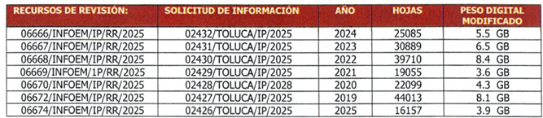 RECURSOS DE REVISIÓN: SOLICITUD DE INFORMACIÓN AÑO HOJAS PESO DIGITAL MODIFICADO
06666/INFOEM/IP/RR/2025 02432/TOLUCA/IP/2025 2024 25085 5.5 GB
06667/INFOEM/IP/RR/2025 02431/TOLUCA/IP/2025 2023 30889 6.5 GB
06668/INFOEM/IP/RR/2025 02430/TOLUCA/IP/2025 2022 39710 8.4 GB
06669/INFOEM/1P/RR/2025 02429/TOLUCA/IP/2025 2021 19055 3.6 GB
06670/INFOEM/IP/RR/2025 02428/TOLUCA/IP/2028 2020 22099 4.3 GB
06672/INFOEM/IP/RR/2025 02427/TOLUCA/IP/2025 2019 44013 8.1 GB
06674/INFOEM/IP/RR/2025 02426/TOLUCA/IP/2025 2025 16157 3.9 GB